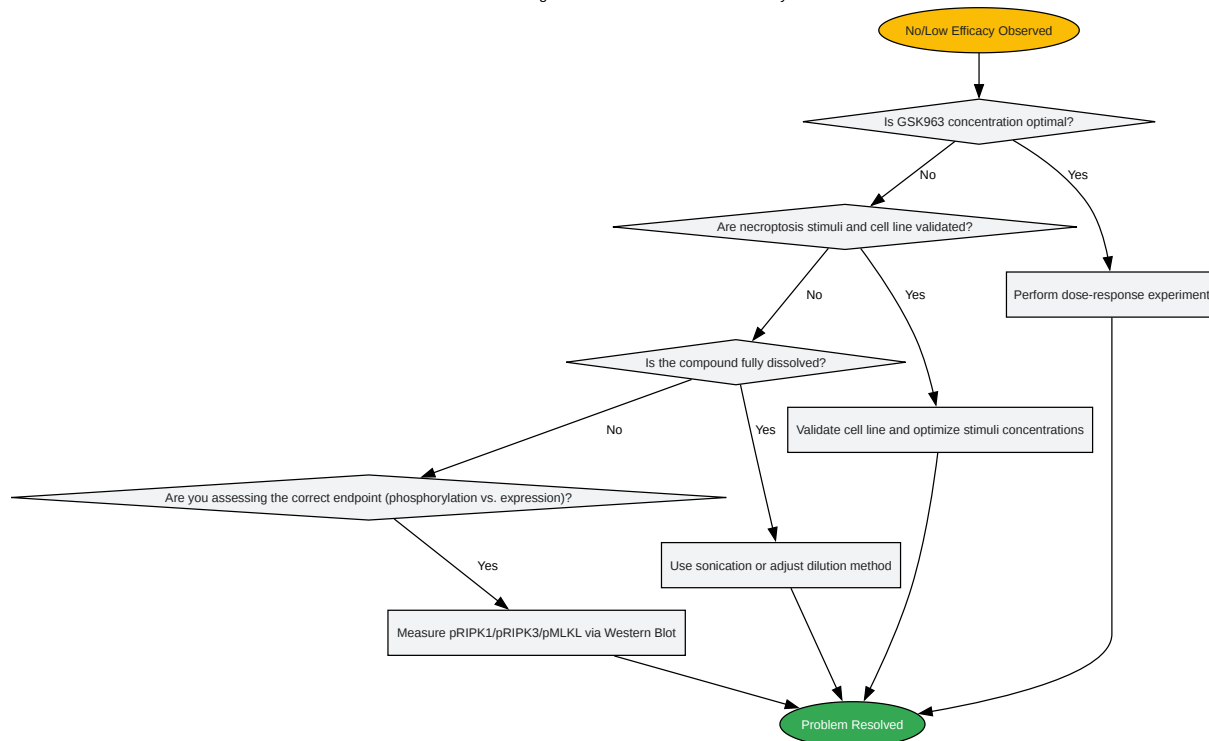 No/Low Efficacy Observed
Is GSK963 concentration optimal?
No
Yes
Are necroptosis stimuli and cell line validated?
No
Yes
Perform dose-response experiment
Is the compound fully dissolved?
No
Yes
Validate cell line and optimize stimuli concentrations
Are you assessing the correct endpoint (phosphorylation vs. expression)?
Yes
Use sonication or adjust dilution method
Measure pRIPK1/pRIPK3/pMLKL via Western Blot
Problem Resolved